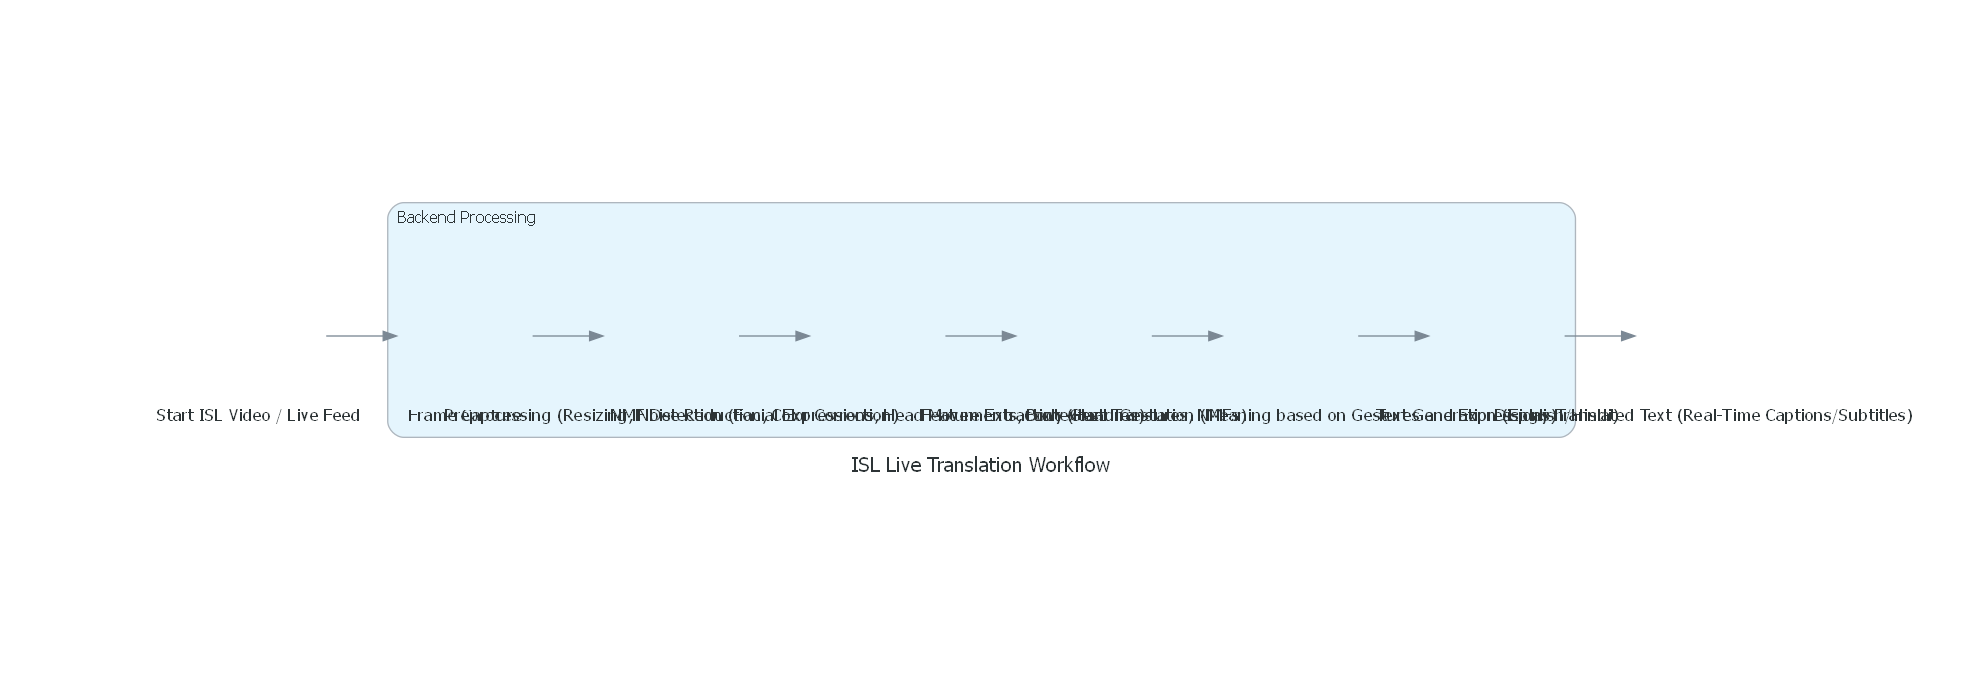 Backend Processing
Start ISL Video / Live Feed
Frame Capture
Preprocessing (Resizing, Noise Reduction, Color Conversion)
NMF Detection (Facial Expressions, Head Movements, Body Posture)
Feature Extraction (Hand Gestures, NMFs)
Contextual Translation (Meaning based on Gestures and Expressions)
Text Generation (English/Hindi)
Display Translated Text (Real-Time Captions/Subtitles)
ISL Live Translation Workflow